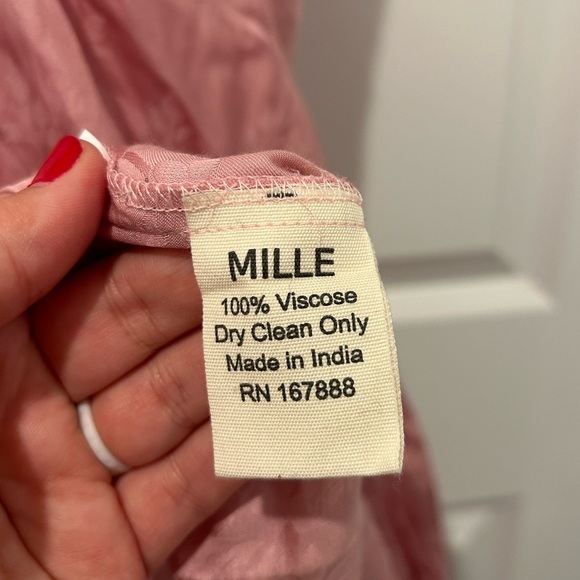 MILLE
100% Viscose
Dry Clean Only
Made in India
RN 167888